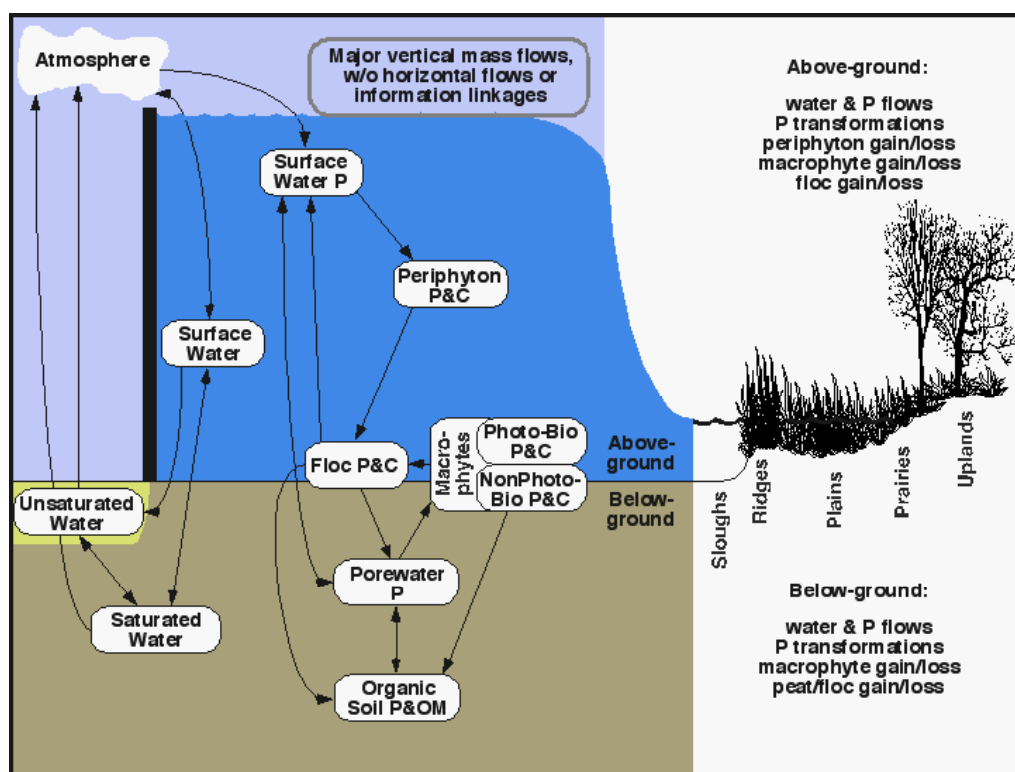 Atmosphere
Major vertical mass flows,
w/o horizontal flows or
information linkages
Above-ground:
water & P flows
P transformations
periphyton gain/loss
macrophyte gain/loss
floc gain/loss
Surface
Water P
Periphyton
P&C
Surface
Water
Floc P&C
Macro-
phytes
Photo-Bio
P&C
NonPhoto-
Bio P&C
Above-
ground
Below-
ground
Sloughs
Ridges
Plains
Prairies
Uplands
Unsaturated
Water
Porewater
P
Saturated
Water
Organic
Soil P&OM
Below-ground:
water & P flows
P transformations
macrophyte gain/loss
peat/floc gain/loss